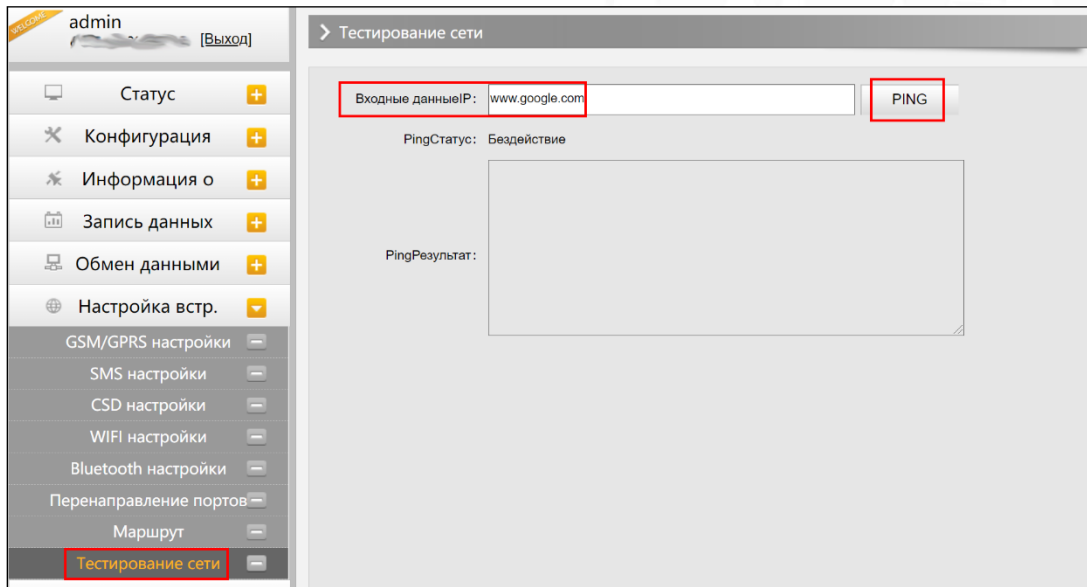 WELCOME
admin
[Выход]
Статус
Конфигурация
Информация о
Запись данных
Обмен данными
Настройка встр.
GSM/GPRS настройки
SMS настройки
CSD настройки
WIFI настройки
Bluetooth настройки
Перенаправление портов
Маршрут
Тестирование сети
Тестирование сети
Входные данныеIP: www.google.com PING
PingСтатус: Бездействие
PingРезультат: